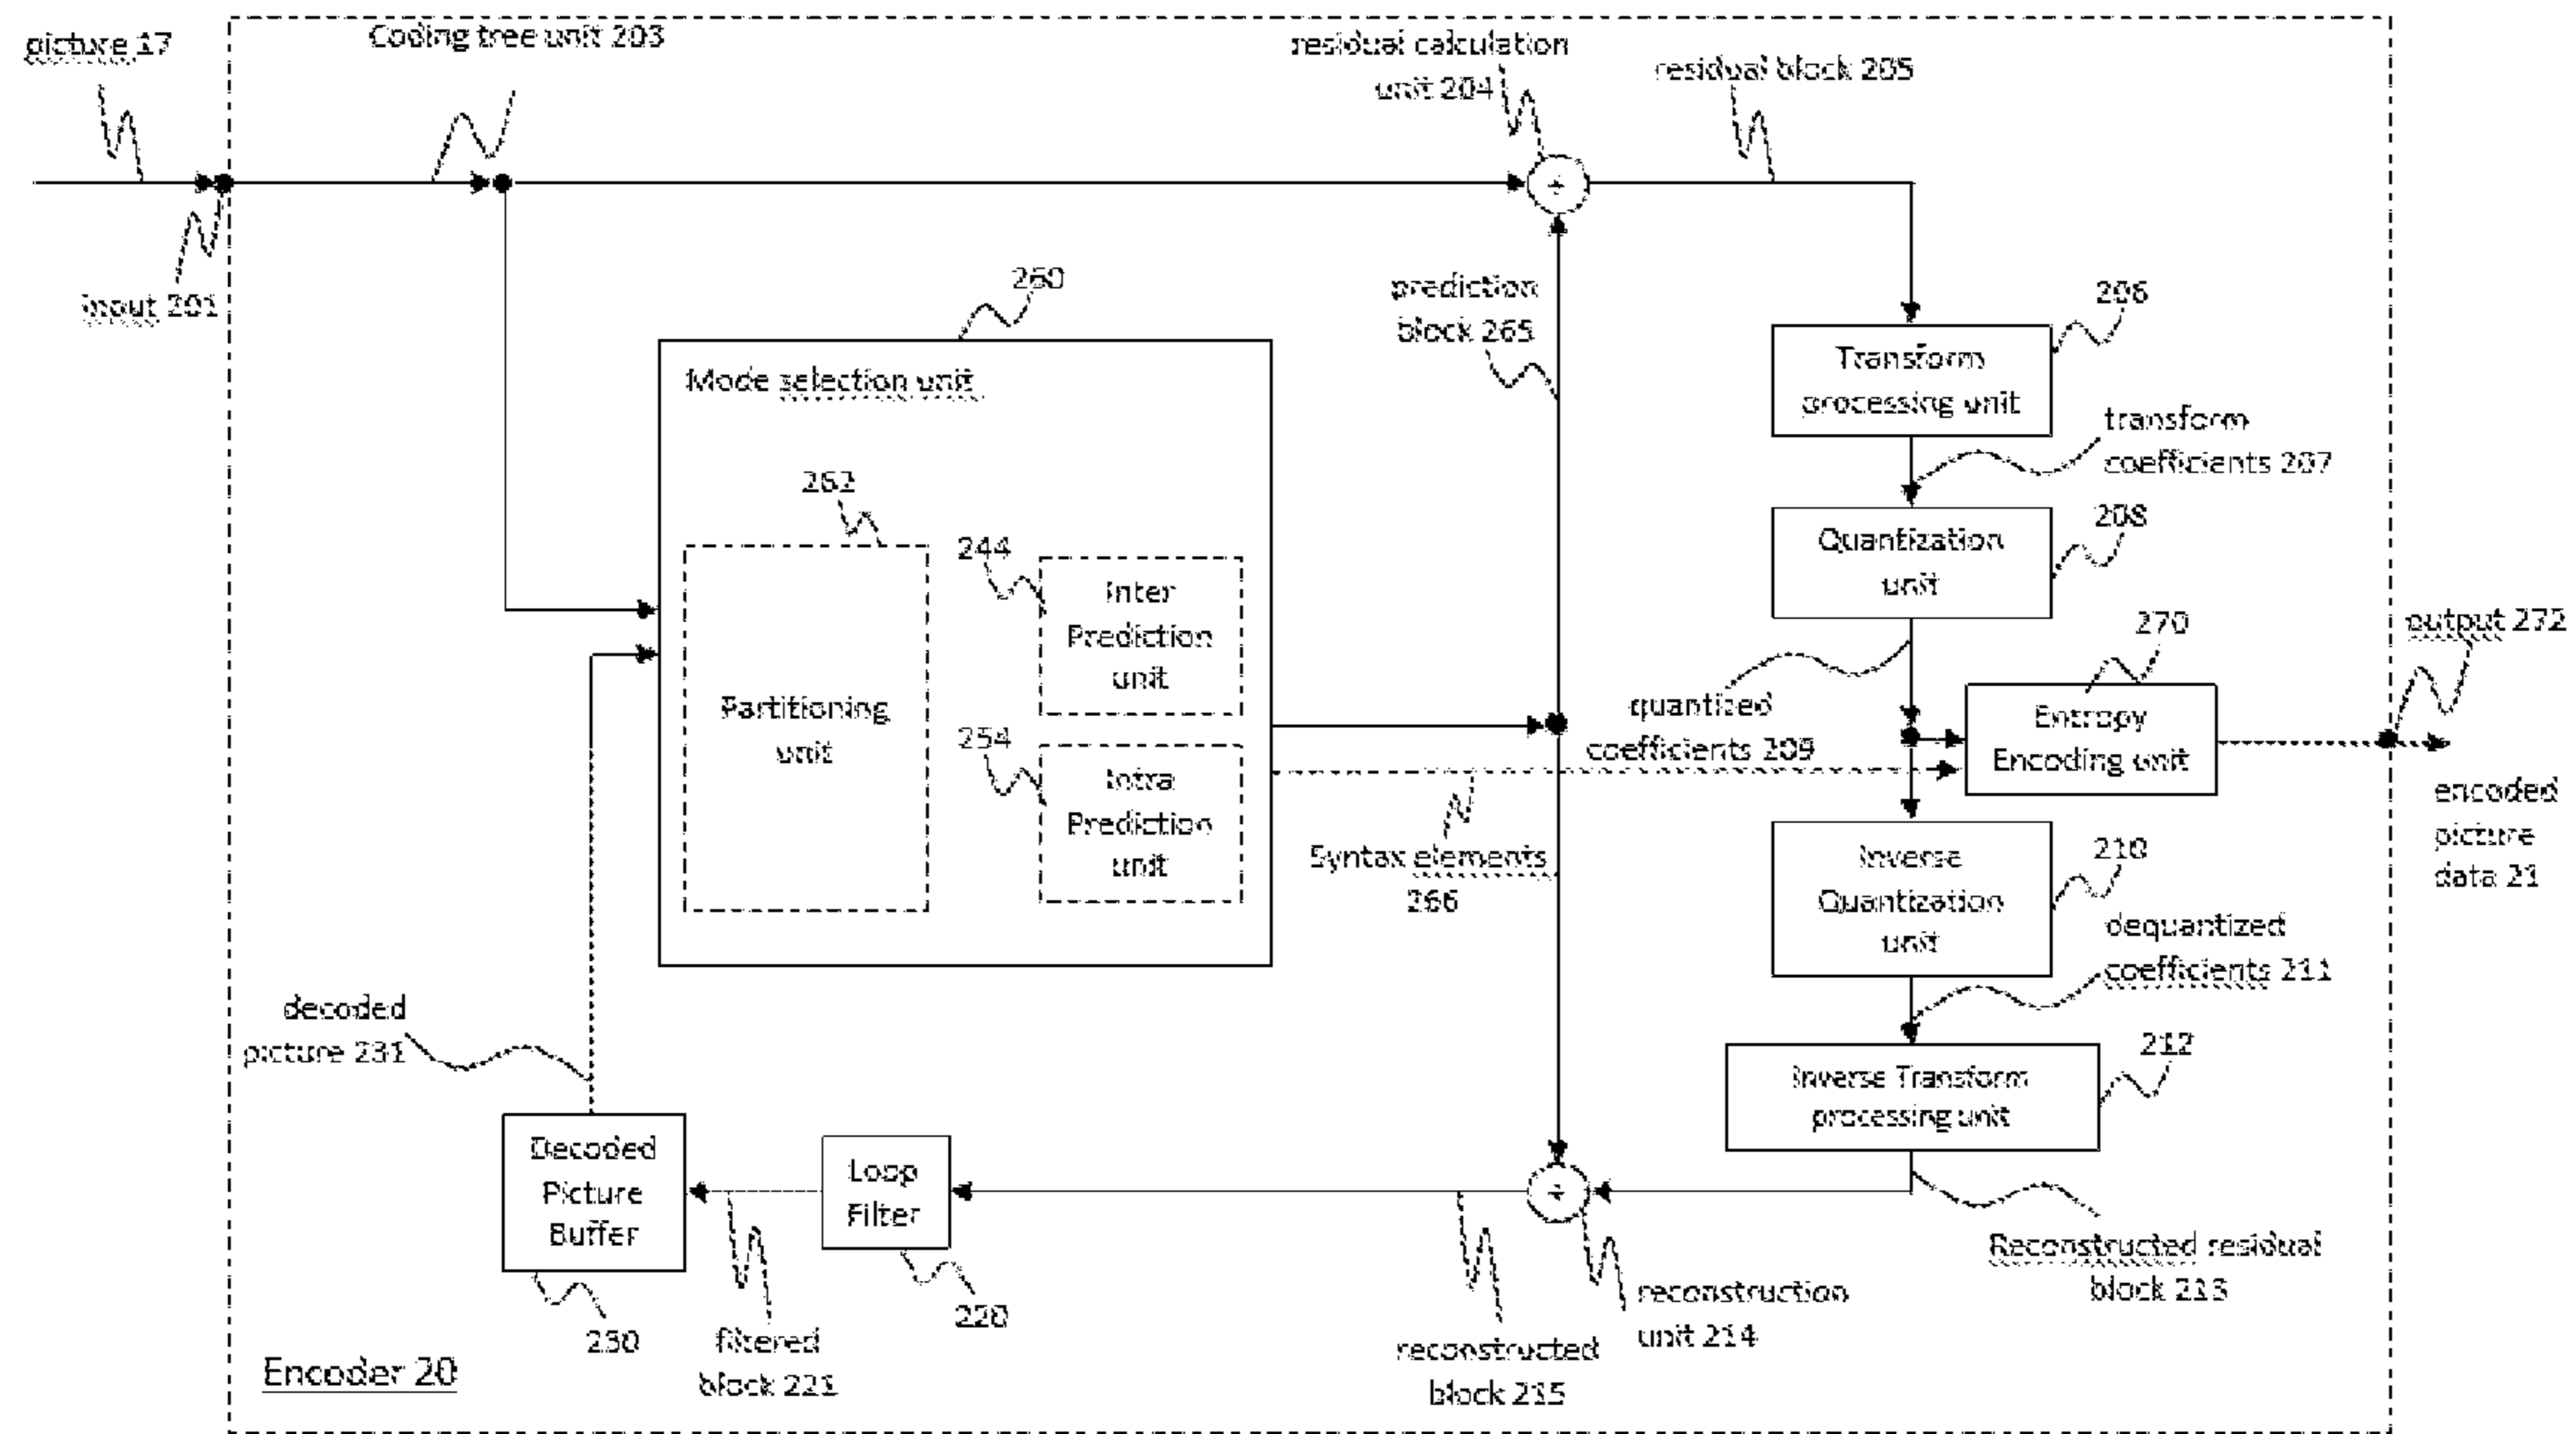 picture 17
Coding tree unit 203
residual calculation
unit 204
residual block 205
input 201
260
prediction
block 265
206
Mode selection unit
Transform
processing unit
transform
coefficients 207
262
208
244
Quantization
unit
Inter
Prediction
unit
270
output 272
Partitioning
unit
quantized
coefficients 209
Entropy
Encoding unit
254
Intra
Prediction
unit
encoded
picture
data 21
Syntax elements
266
Inverse
Quantization
unit
210
dequantized
coefficients 211
decoded
picture 231
212
Inverse Transform
processing unit
Decoded
Picture
Buffer
Loop
Filter
Reconstructed residual
block 213
reconstruction
unit 214
220
230
filtered
block 221
reconstructed
block 215
Encoder 20